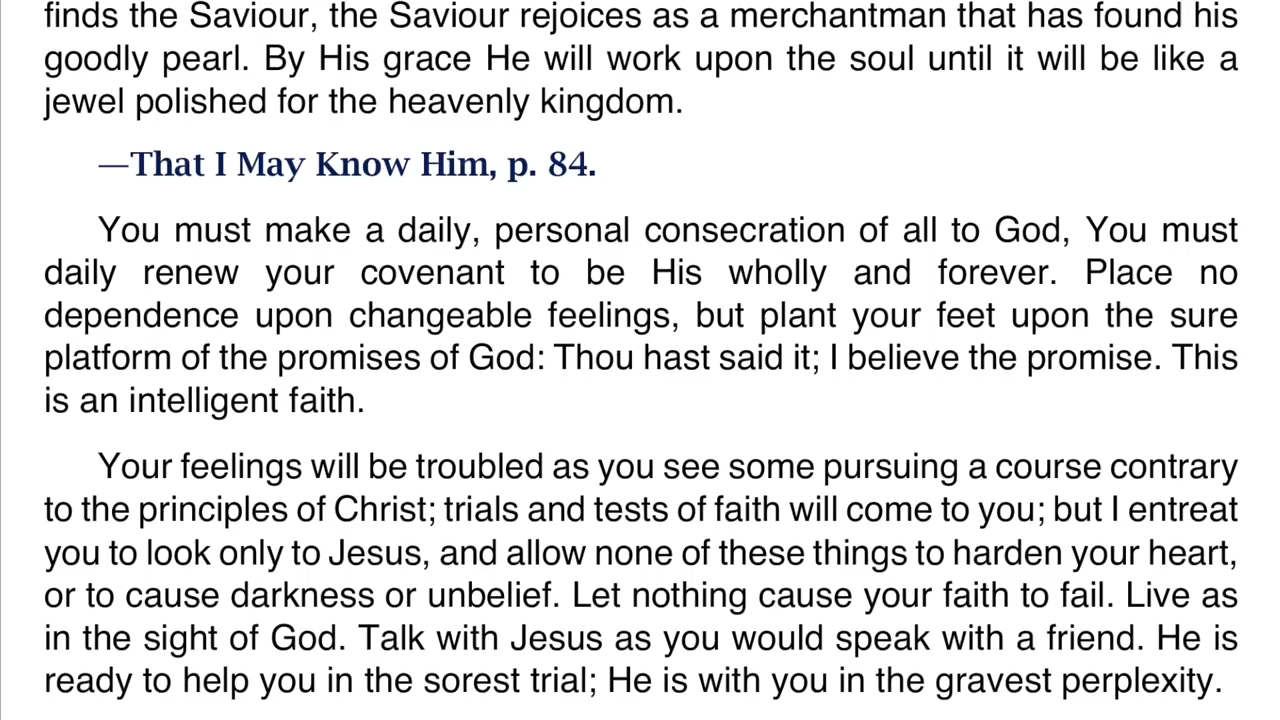 finds the Saviour, the Saviour rejoices as a merchantman that has found his
goodly pearl. By His grace He will work upon the soul until it will be like a
jewel polished for the heavenly kingdom.
—That I May Know Him, p. 84.
You must make a daily, personal consecration of all to God, You must
daily renew your covenant to be His wholly and forever. Place no
dependence upon changeable feelings, but plant your feet upon the sure
platform of the promises of God: Thou hast said it; I believe the promise. This
is an intelligent faith.
Your feelings will be troubled as you see some pursuing a course contrary
to the principles of Christ; trials and tests of faith will come to you; but I entreat
you to look only to Jesus, and allow none of these things to harden your heart,
or to cause darkness or unbelief. Let nothing cause your faith to fail. Live as
in the sight of God. Talk with Jesus as you would speak with a friend. He is
ready to help you in the sorest trial; He is with you in the gravest perplexity.